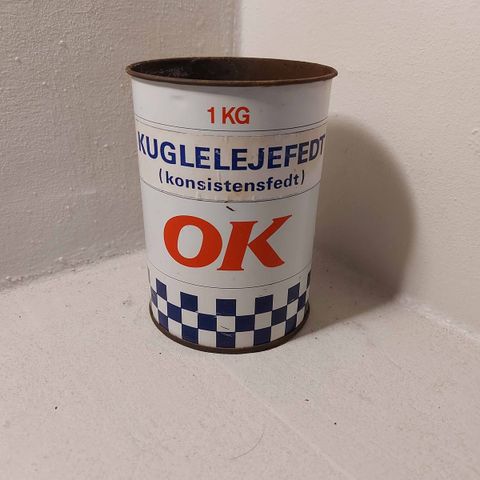 1 KG
KUGLELEJEFEDT
(konsistensfedt)
OK